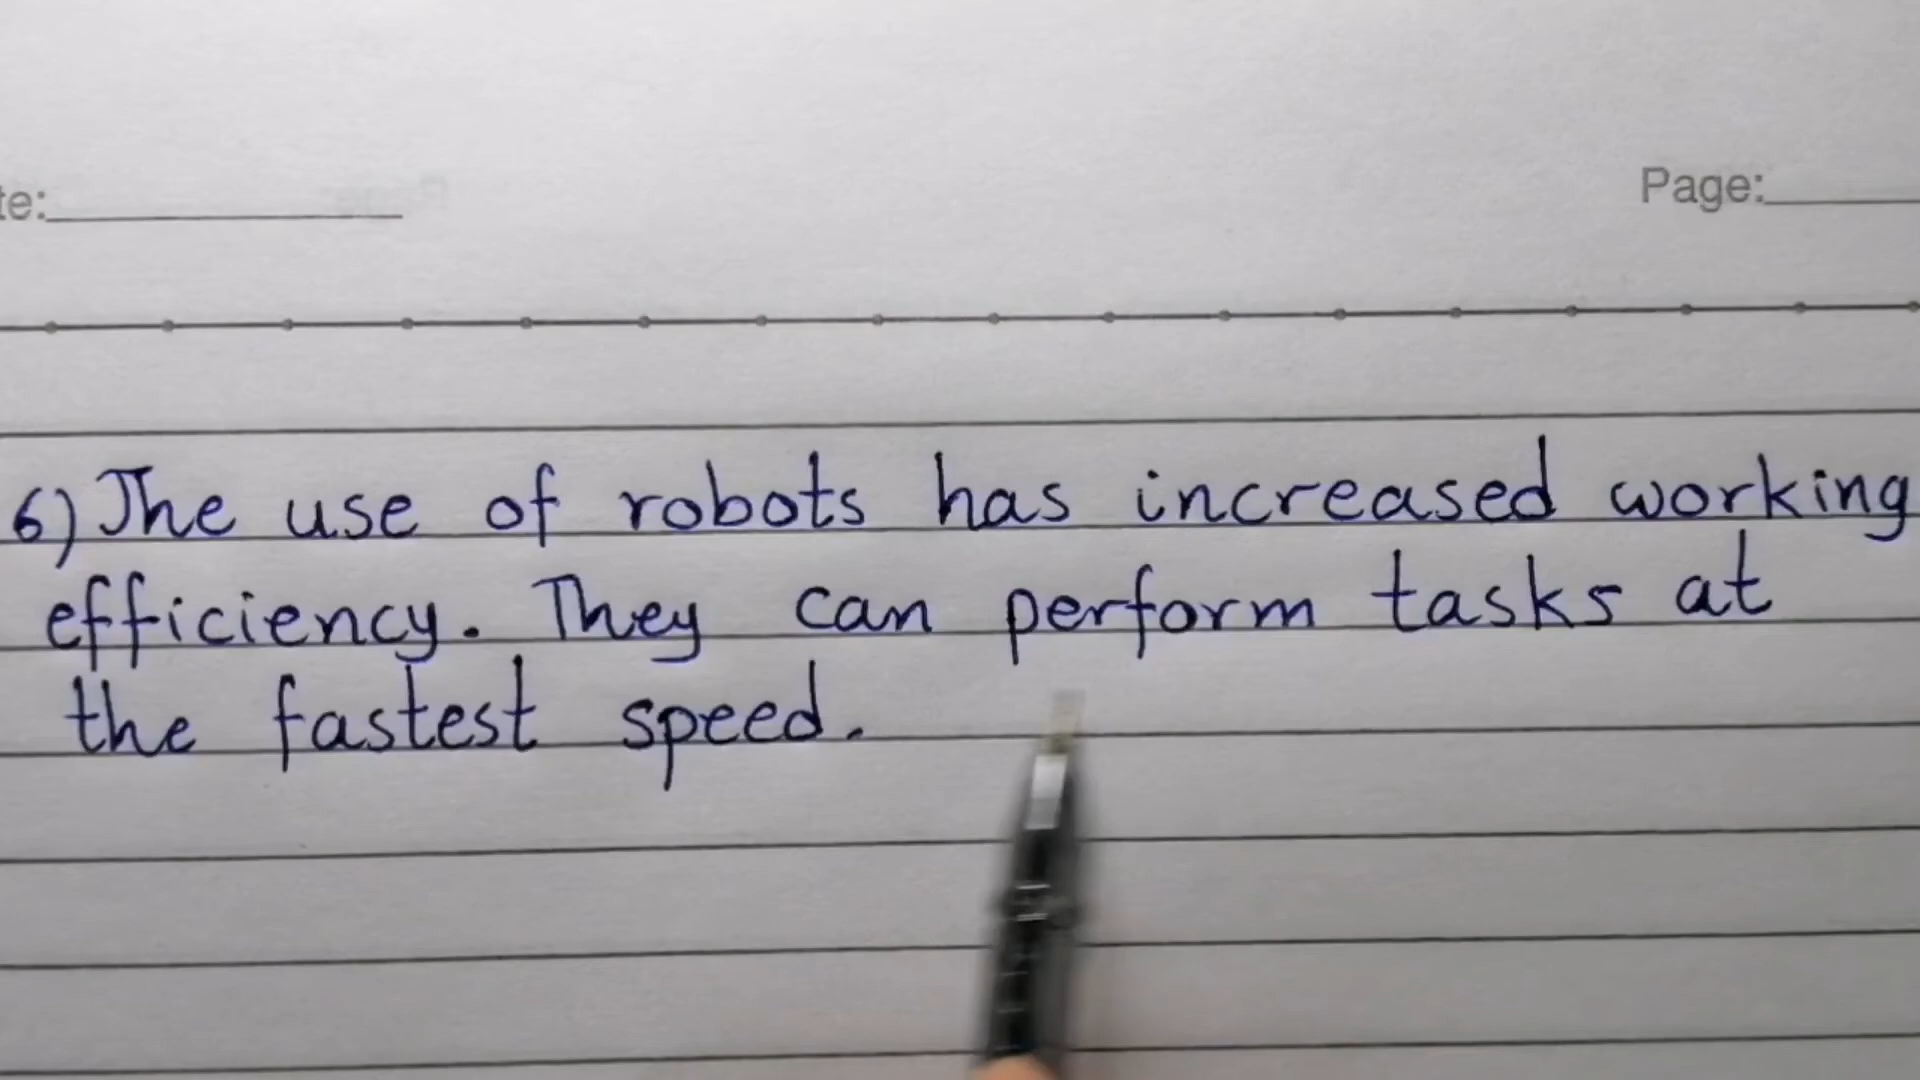 te:
Page:
6) The use of robots has increased working
efficiency. They can perform tasks at
the fastest speed.